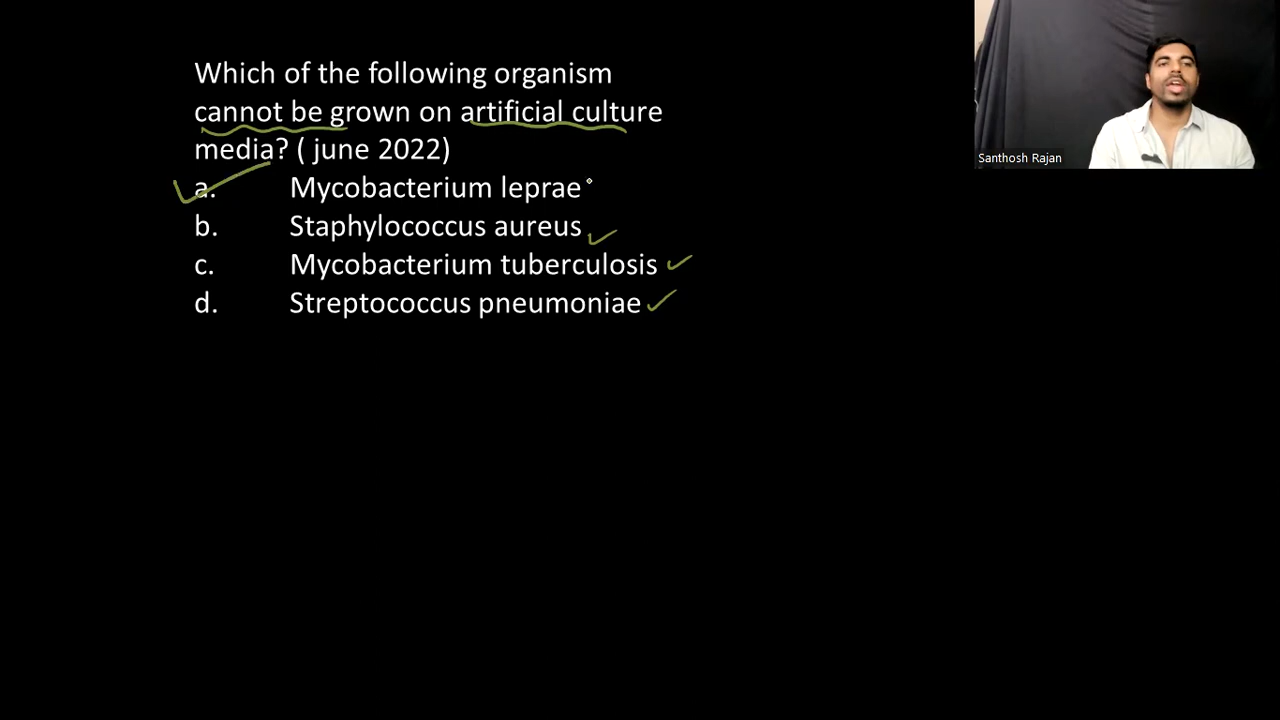 Which of the following organism
cannot be grown on artificial culture
media? ( june 2022)
a. Mycobacterium leprae
b. Staphylococcus aureus
c. Mycobacterium tuberculosis
d. Streptococcus pneumoniae
Santhosh Rajan